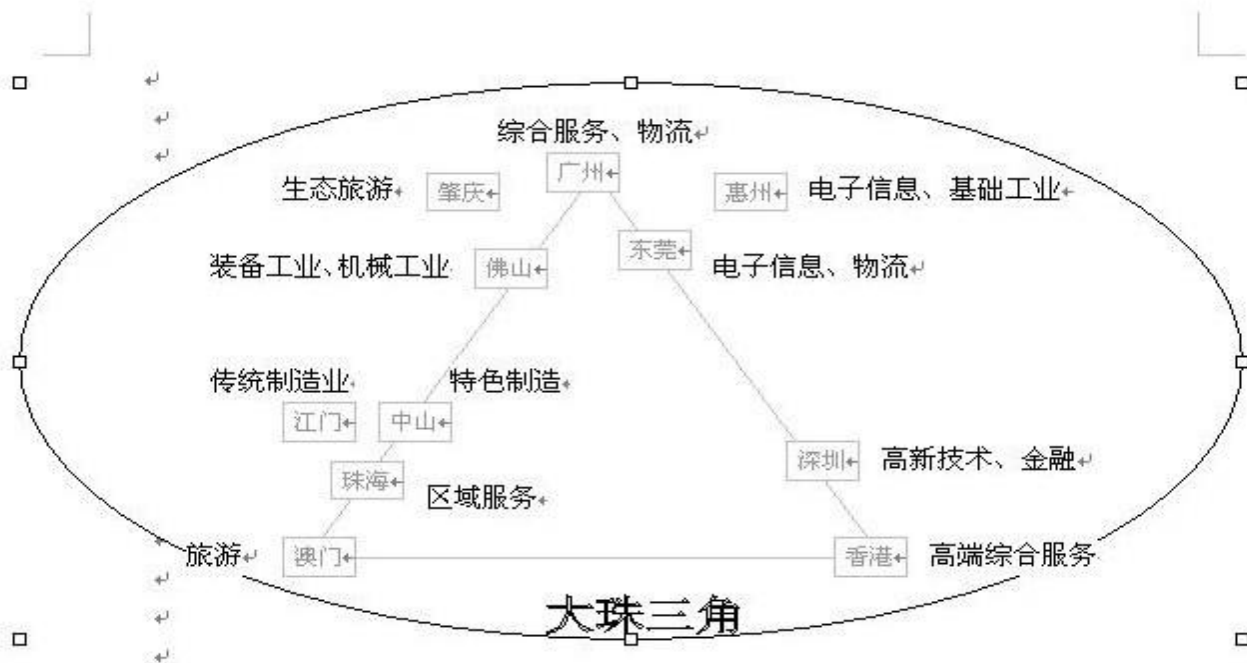 综合服务、物流
广州
生态旅游
肇庆
惠州
电子信息、基础工业
装备工业、机械工业
佛山
东莞
电子信息、物流
传统制造业
特色制造
江门
中山
珠海
区域服务
深圳
高新技术、金融
旅游
澳门
香港
高端综合服务
大珠三角